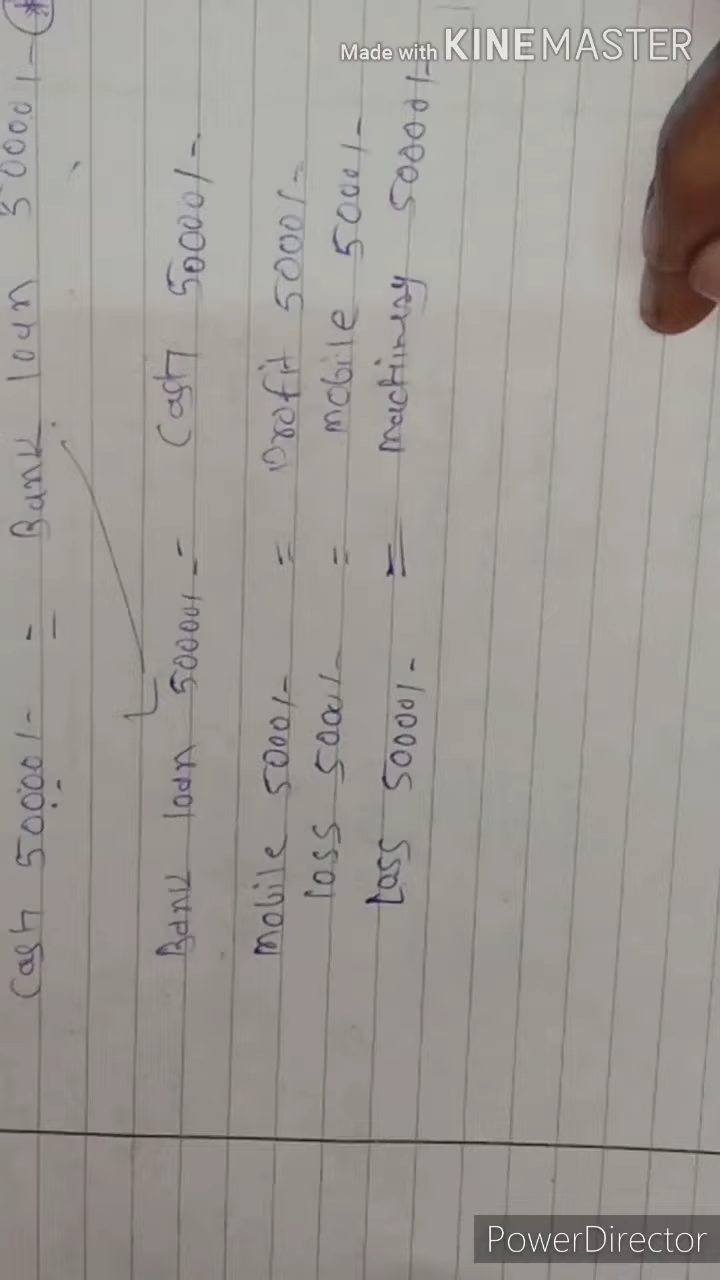 Made with KINEMASTER
Cash 50000/- = Bank loan 50000/-
Bank loan 50000/- - Cash 50000/-
Mobile 5000/- = Profit 5000/-
Loss 5000/- = Mobile 5000/-
Loss 50000/- = Machinery 50000/-
PowerDirector